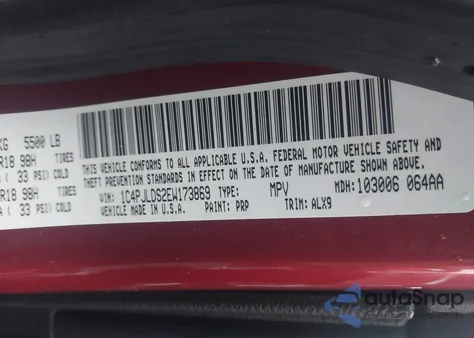 KG 5500 LB
R18 98H TIRES
( 33 PSI) COLD
R18 98H TIRES
( 33 PSI) COLD
THIS VEHICLE CONFORMS TO ALL APPLICABLE U.S.A. FEDERAL MOTOR VEHICLE SAFETY AND
THEFT PREVENTION STANDARDS IN EFFECT ON THE DATE OF MANUFACTURE SHOWN ABOVE.
VIN: 1C4PJLDS2EW173869 TYPE: MPV MDH: 103006 064AA
VEHICLE MADE IN U.S.A. PAINT: PRP TRIM: ALX9
autoSnap